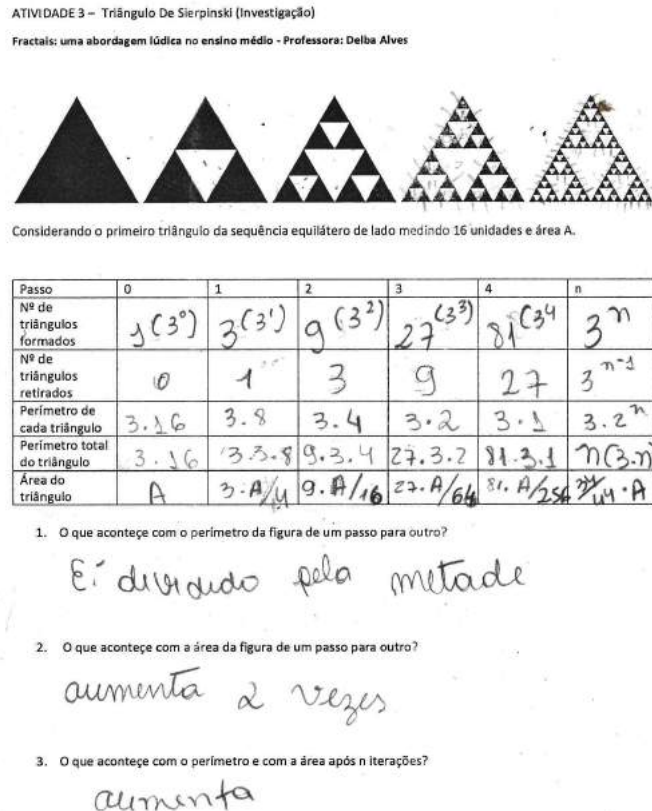 ATIVIDADE 3 – Triângulo De Sierpinski (Investigação)
Fractais: uma abordagem lúdica no ensino médio - Professora: Delba Alves
Considerando o primeiro triângulo da sequência equilátero de lado medindo 16 unidades e área A.
Passo 0 1 2 3 4 n
Nº de triângulos formados 1 (3⁰) 3 (3¹) 9 (3²) 27 (3³) 81 (3⁴ 3ⁿ
Nº de triângulos retirados 0 1 3 9 27 3ⁿ⁻¹
Perímetro de cada triângulo 3.16 3.8 3.4 3.2 3.1 3.2ⁿ
Perímetro total do triângulo 3.16 3.3.8 9.3.4 27.3.2 81.3.1 n(3.n)
Área do triângulo A 3.A/4 9.A/16 27.A/64 81.A/256 .A
1. O que aconteçe com o perímetro da figura de um passo para outro?
É dividido pela metade
2. O que aconteçe com a área da figura de um passo para outro?
aumenta 2 vezes
3. O que aconteçe com o perímetro e com a área após n iterações?
aumenta